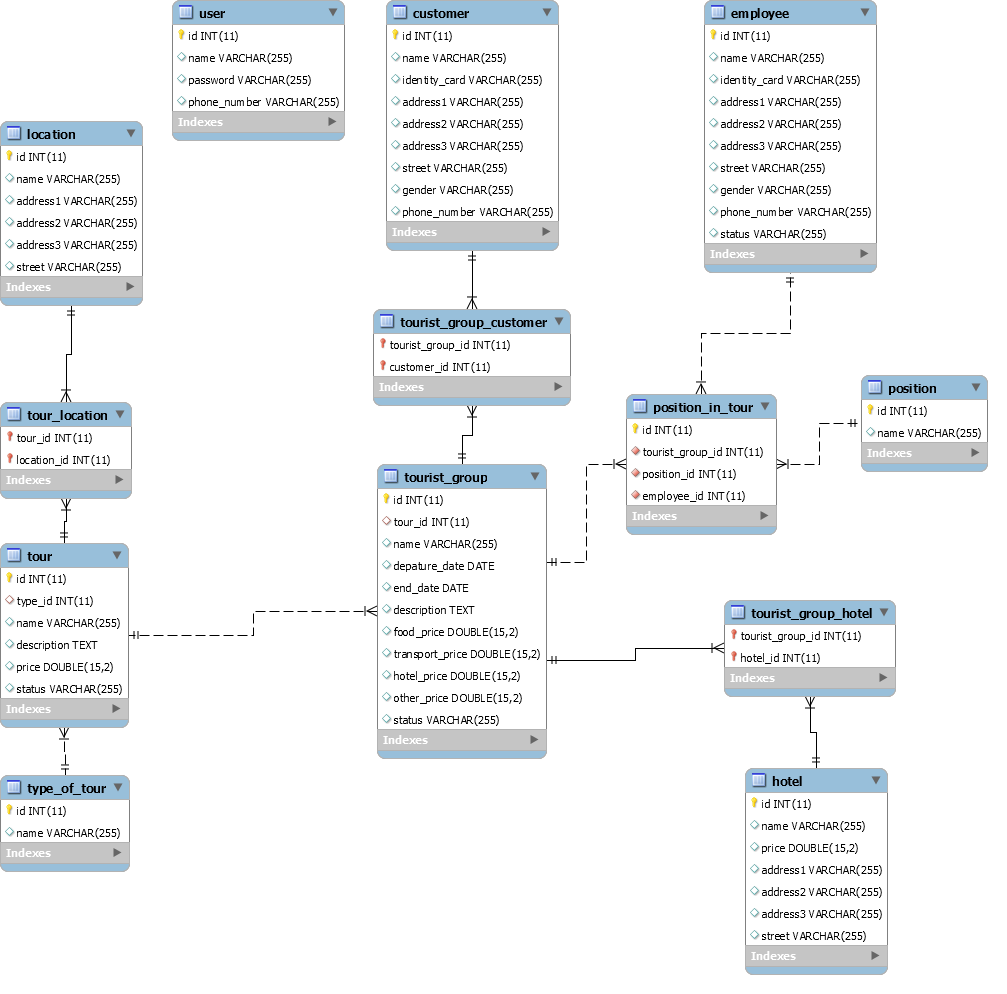 user
id INT(11)
name VARCHAR(255)
password VARCHAR(255)
phone_number VARCHAR(255)
Indexes
customer
id INT(11)
name VARCHAR(255)
identity_card VARCHAR(255)
address1 VARCHAR(255)
address2 VARCHAR(255)
address3 VARCHAR(255)
street VARCHAR(255)
gender VARCHAR(255)
phone_number VARCHAR(255)
Indexes
employee
id INT(11)
name VARCHAR(255)
identity_card VARCHAR(255)
address1 VARCHAR(255)
address2 VARCHAR(255)
address3 VARCHAR(255)
street VARCHAR(255)
gender VARCHAR(255)
phone_number VARCHAR(255)
status VARCHAR(255)
Indexes
location
id INT(11)
name VARCHAR(255)
address1 VARCHAR(255)
address2 VARCHAR(255)
address3 VARCHAR(255)
street VARCHAR(255)
Indexes
tourist_group_customer
tourist_group_id INT(11)
customer_id INT(11)
Indexes
position
id INT(11)
name VARCHAR(255)
Indexes
position_in_tour
id INT(11)
tourist_group_id INT(11)
position_id INT(11)
employee_id INT(11)
Indexes
tour_location
tour_id INT(11)
location_id INT(11)
Indexes
tourist_group
id INT(11)
tour_id INT(11)
name VARCHAR(255)
depature_date DATE
end_date DATE
description TEXT
food_price DOUBLE(15,2)
transport_price DOUBLE(15,2)
hotel_price DOUBLE(15,2)
other_price DOUBLE(15,2)
status VARCHAR(255)
Indexes
tour
id INT(11)
type_id INT(11)
name VARCHAR(255)
description TEXT
price DOUBLE(15,2)
status VARCHAR(255)
Indexes
tourist_group_hotel
tourist_group_id INT(11)
hotel_id INT(11)
Indexes
type_of_tour
id INT(11)
name VARCHAR(255)
Indexes
hotel
id INT(11)
name VARCHAR(255)
price DOUBLE(15,2)
address1 VARCHAR(255)
address2 VARCHAR(255)
address3 VARCHAR(255)
street VARCHAR(255)
Indexes